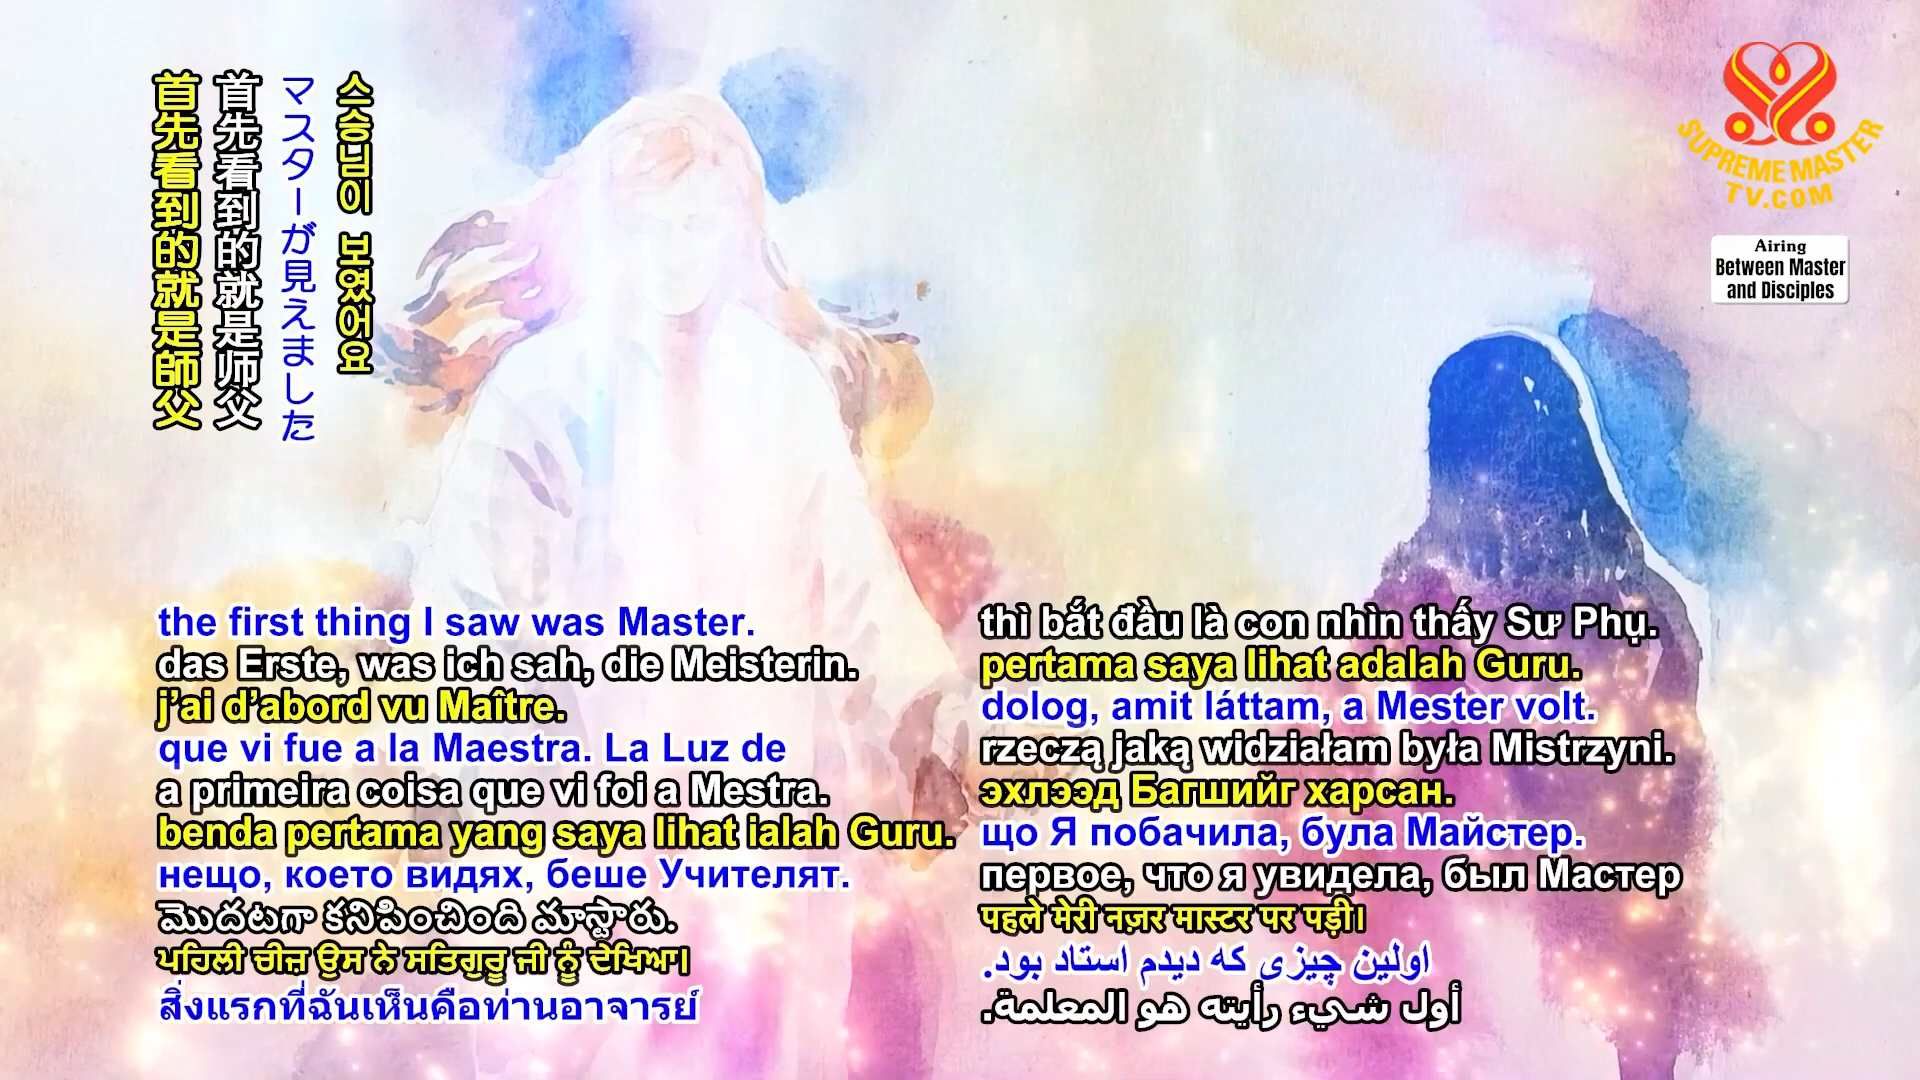 首先看到的就是師父
首先看到的就是师父
マスターが見えました
스승님이 보였어요
SUPREME MASTER
TV.COM
Airing
Between Master
and Disciples
the first thing I saw was Master.
das Erste, was ich sah, die Meisterin.
j’ai d’abord vu Maître.
que vi fue a la Maestra. La Luz de
a primeira coisa que vi foi a Mestra.
benda pertama yang saya lihat ialah Guru.
нещо, което видях, беше Учителят.
మొదటగా కనిపించింది మాస్టారు.
ਪਹਿਲੀ ਚੀਜ਼ ਉਸ ਨੇ ਸਤਿਗੁਰੂ ਜੀ ਨੂੰ ਦੇਖਿਆ।
สิ่งแรกที่ฉันเห็นคือท่านอาจารย์
thì bắt đầu là con nhìn thấy Sư Phụ.
pertama saya lihat adalah Guru.
dolog, amit láttam, a Mester volt.
rzeczą jaką widziałam była Mistrzyni.
эхлээд Багшийг харсан.
що Я побачила, була Майстер.
первое, что я увидела, был Мастер
पहले मेरी नज़र मास्टर पर पड़ी।
اولین چیزی که دیدم استاد بود.
أول شيء رأيته هو المعلمة.